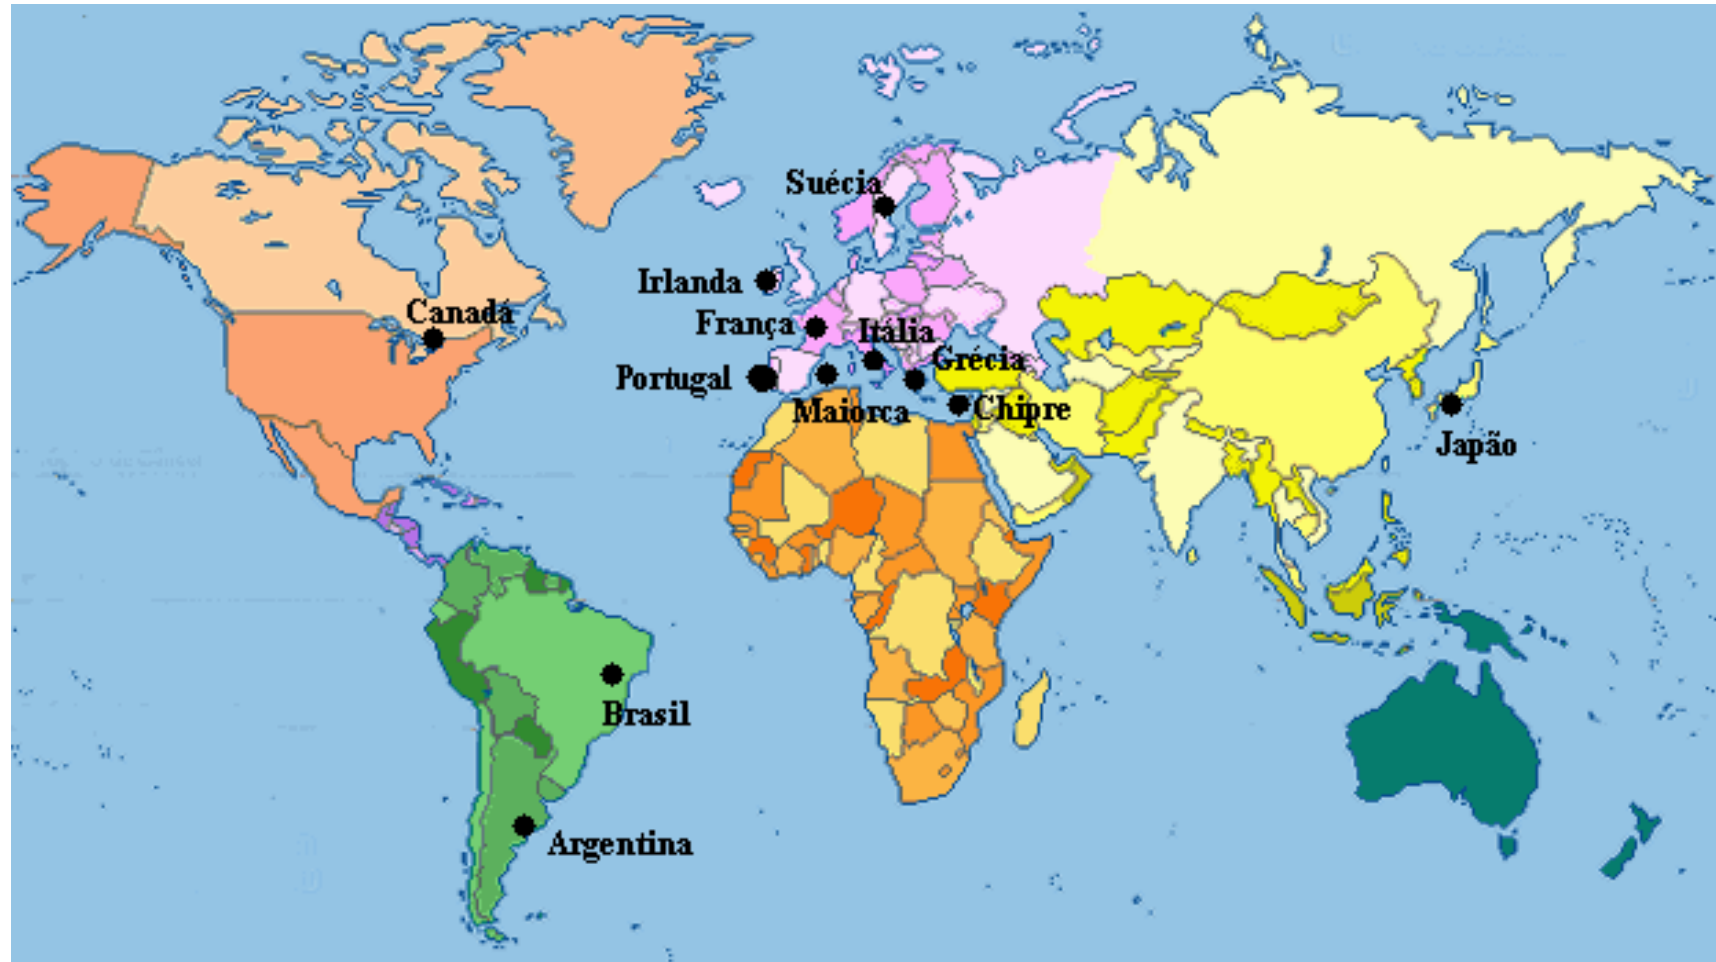 Suécia
Irlanda
Canadá
França
Itália
Grécia
Portugal
Maiorca
Chipre
Japão
Brasil
Argentina